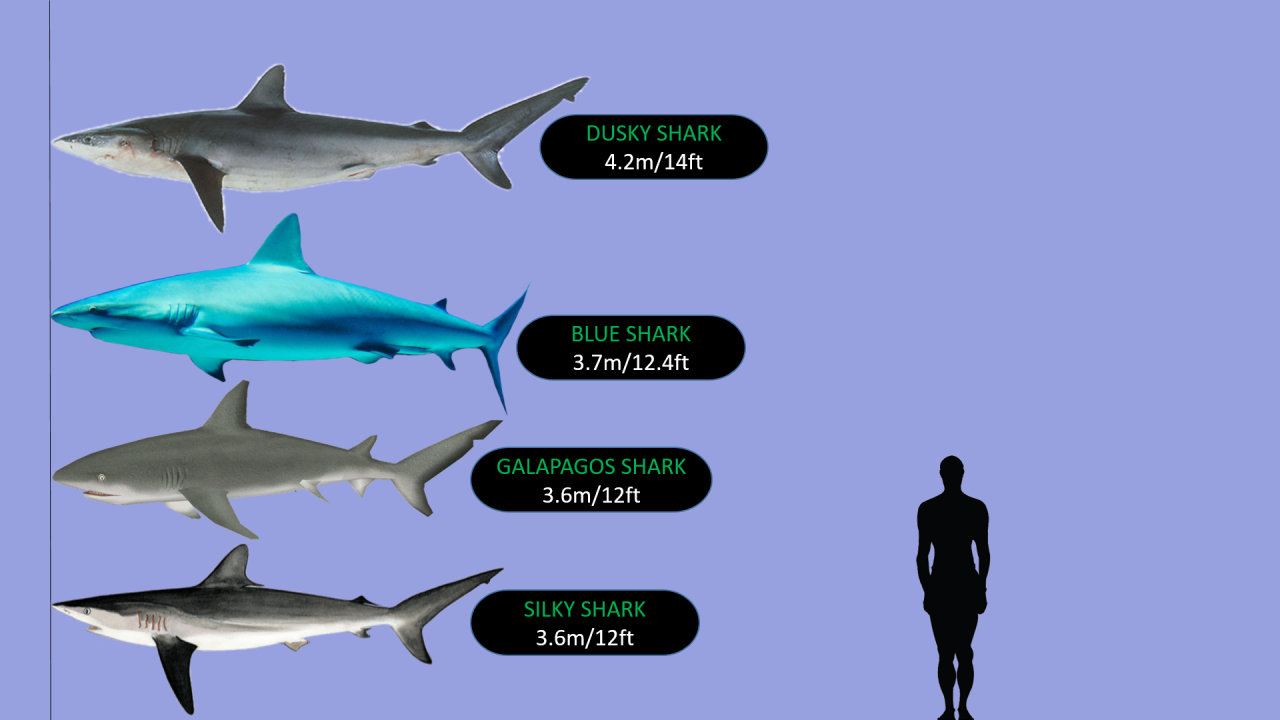 DUSKY SHARK
4.2m/14ft
BLUE SHARK
3.7m/12.4ft
GALAPAGOS SHARK
3.6m/12ft
SILKY SHARK
3.6m/12ft